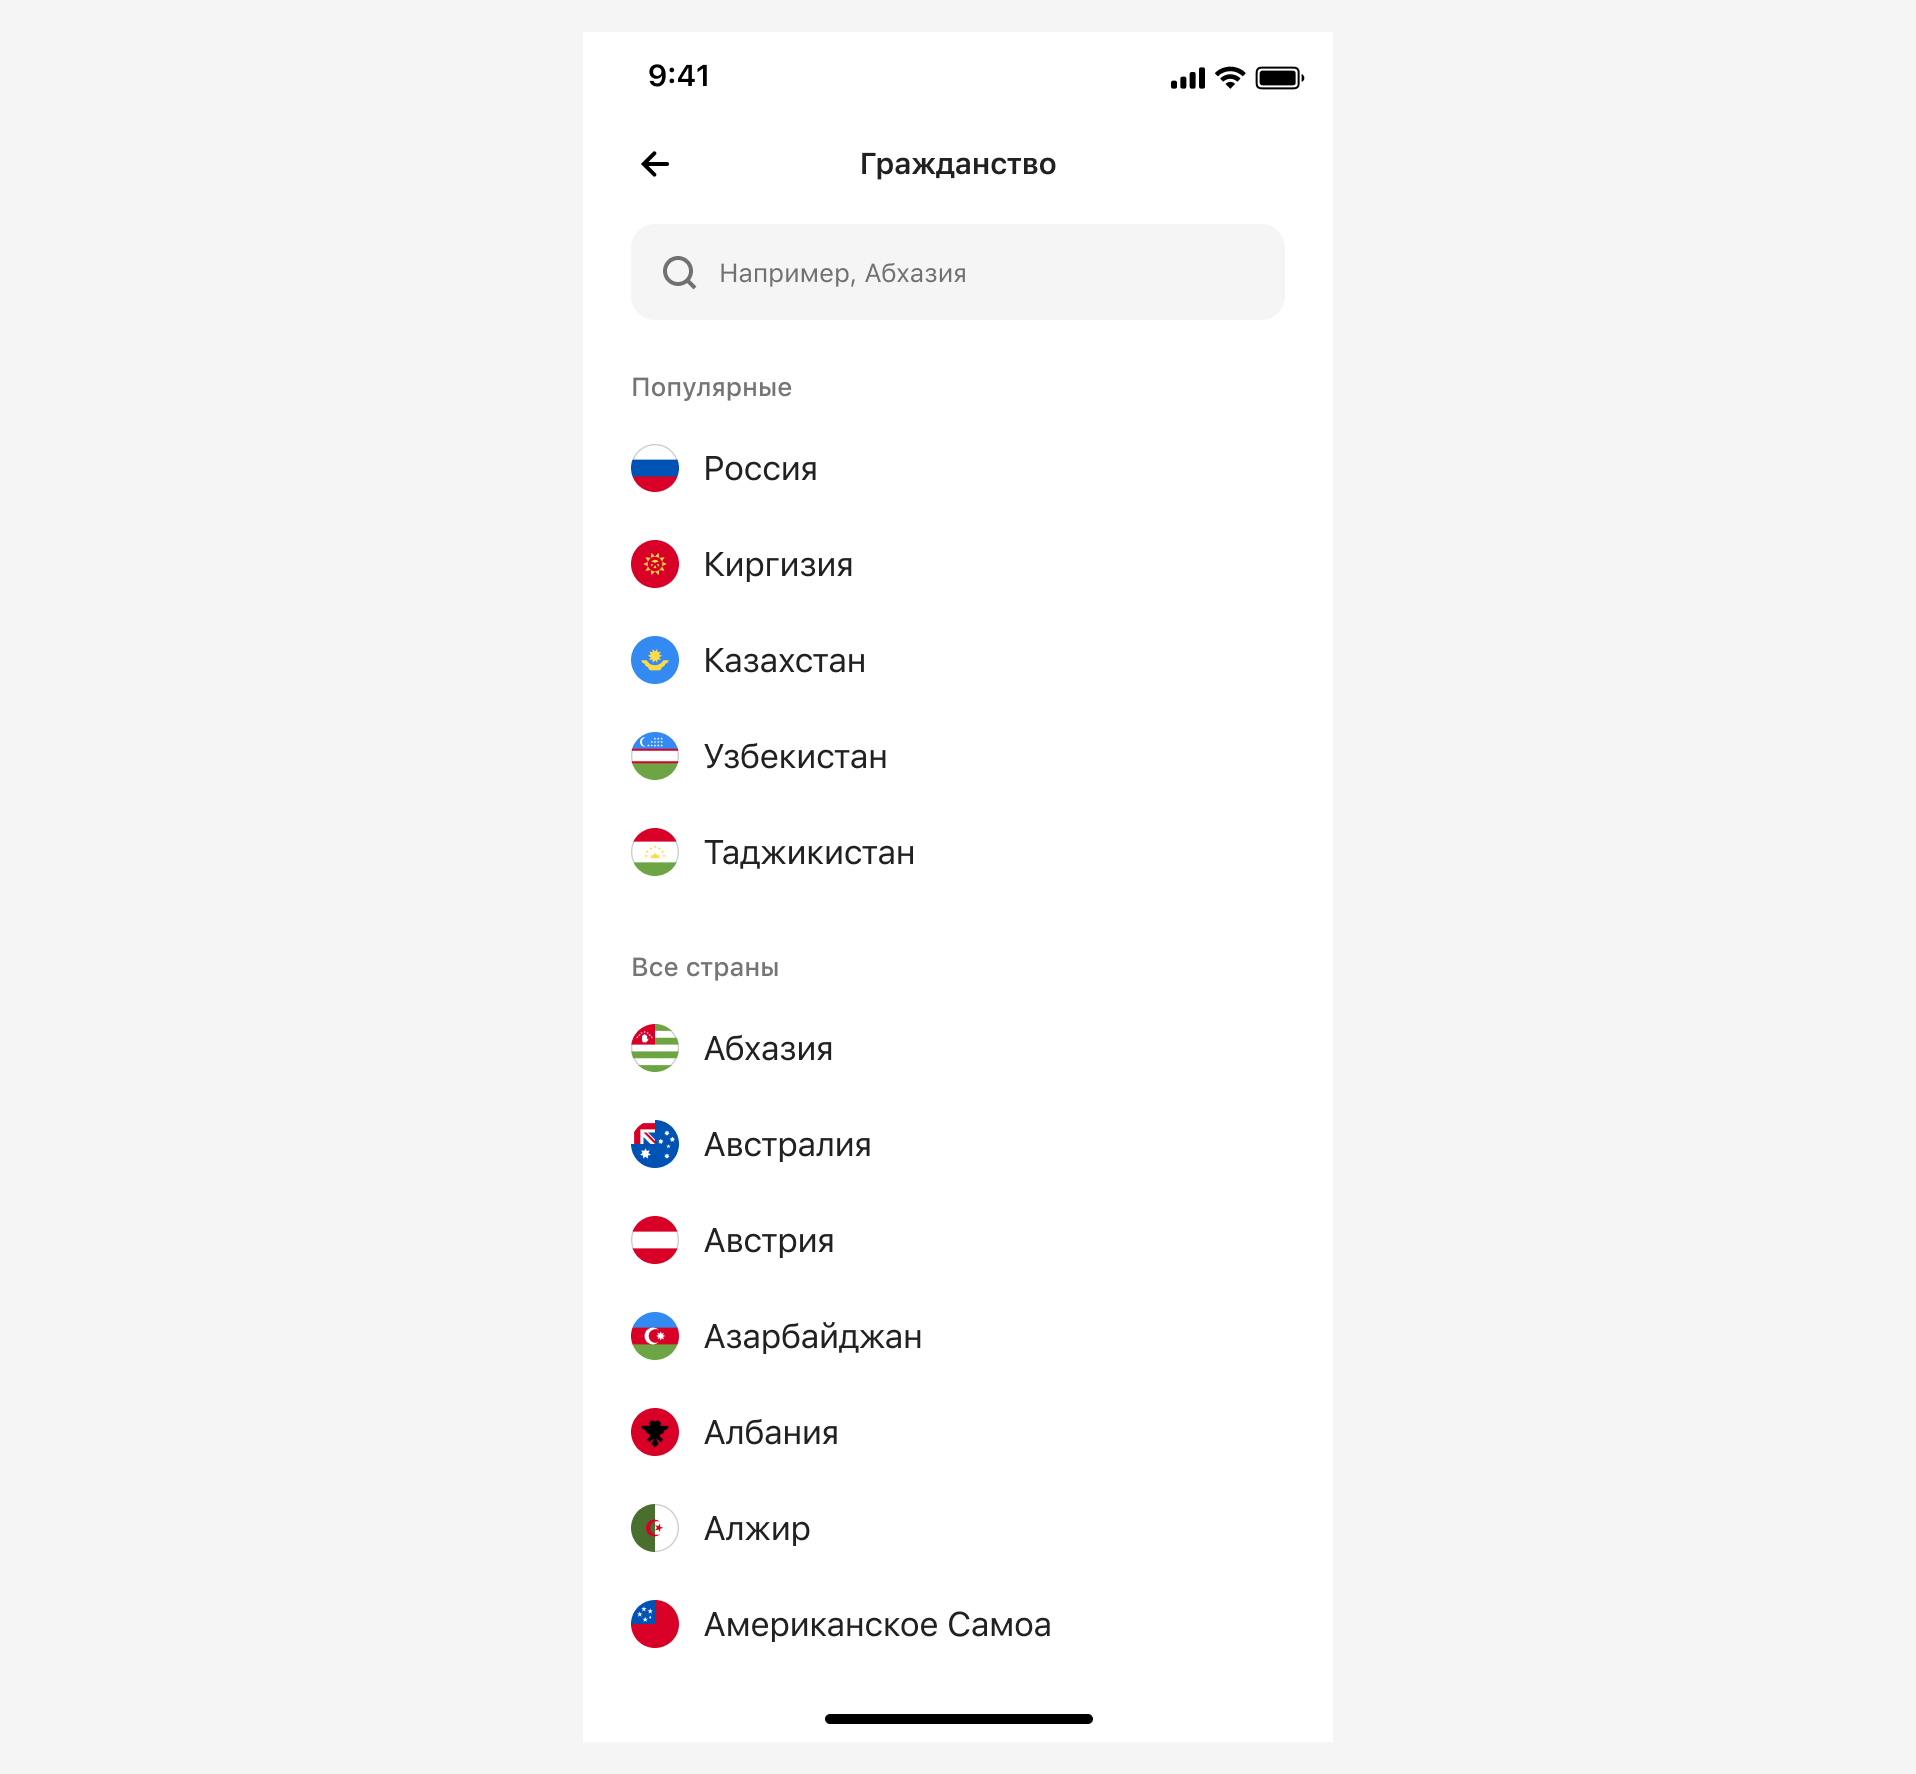 9:41
Гражданство
Например, Абхазия
Популярные
Россия
Киргизия
Казахстан
Узбекистан
Таджикистан
Все страны
Абхазия
Австралия
Австрия
Азарбайджан
Албания
Алжир
Американское Самоа